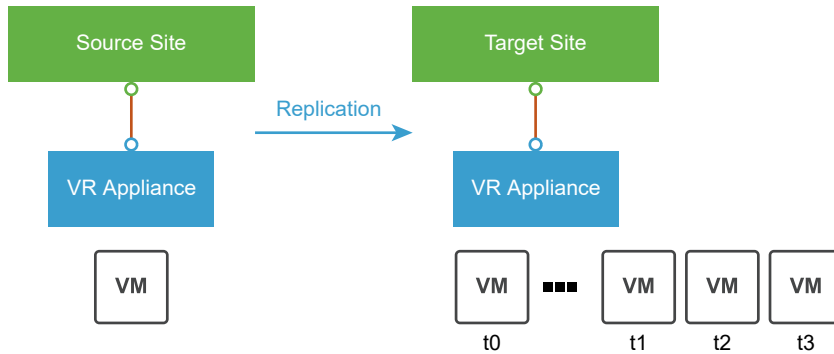 Source Site
Target Site
Replication
VR Appliance
VR Appliance
VM
VM
VM
VM
VM
t0
t1
t2
t3